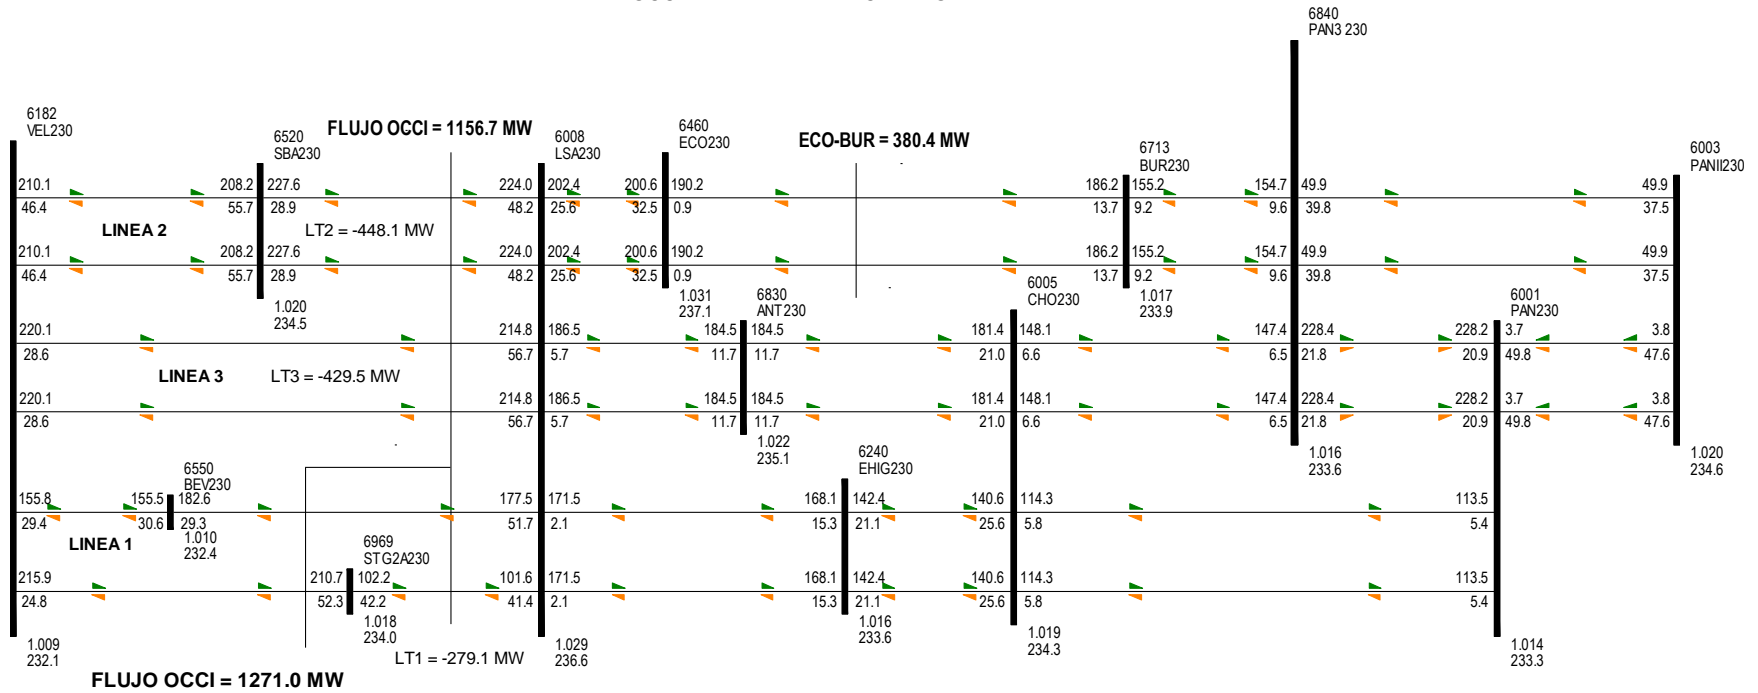 6840
PAN3 230
6182
VEL230
6520
SBA230
FLUJO OCCI = 1156.7 MW
6008
LSA230
6460
ECO230
ECO-BUR = 380.4 MW
6713
BUR230
6003
PANII230
210.1 208.2 227.6 224.0 202.4 200.6 190.2 186.2 155.2 154.7 49.9 49.9
46.4 55.7 28.9 48.2 25.6 32.5 0.9 13.7 9.2 9.6 39.8 37.5
LINEA 2 LT2 = -448.1 MW
210.1 208.2 227.6 224.0 202.4 200.6 190.2 186.2 155.2 154.7 49.9 49.9
46.4 55.7 28.9 48.2 25.6 32.5 0.9 13.7 9.2 9.6 39.8 37.5
1.020
234.5
1.031
237.1
6830
ANT230
6005
CHO230
1.017
233.9
6001
PAN230
220.1 214.8 186.5 184.5 184.5 181.4 148.1 147.4 228.4 228.2 3.7 3.8
28.6 56.7 5.7 11.7 11.7 21.0 6.6 6.5 21.8 20.9 49.8 47.6
LINEA 3 LT3 = -429.5 MW
220.1 214.8 186.5 184.5 184.5 181.4 148.1 147.4 228.4 228.2 3.7 3.8
28.6 56.7 5.7 11.7 11.7 21.0 6.6 6.5 21.8 20.9 49.8 47.6
1.022
235.1
1.016
233.6
1.020
234.6
6550
BEV230
6240
EHIG230
155.8 155.5 182.6 177.5 171.5 168.1 142.4 140.6 114.3 113.5
29.4 30.6 29.3 51.7 2.1 15.3 21.1 25.6 5.8 5.4
1.010
232.4
LINEA 1
6969
STG2A230
215.9 210.7 102.2 101.6 171.5 168.1 142.4 140.6 114.3 113.5
24.8 52.3 42.2 41.4 2.1 15.3 21.1 25.6 5.8 5.4
1.018
234.0
1.016
233.6
1.019
234.3
1.009
232.1
LT1 = -279.1 MW
1.029
236.6
1.014
233.3
FLUJO OCCI = 1271.0 MW